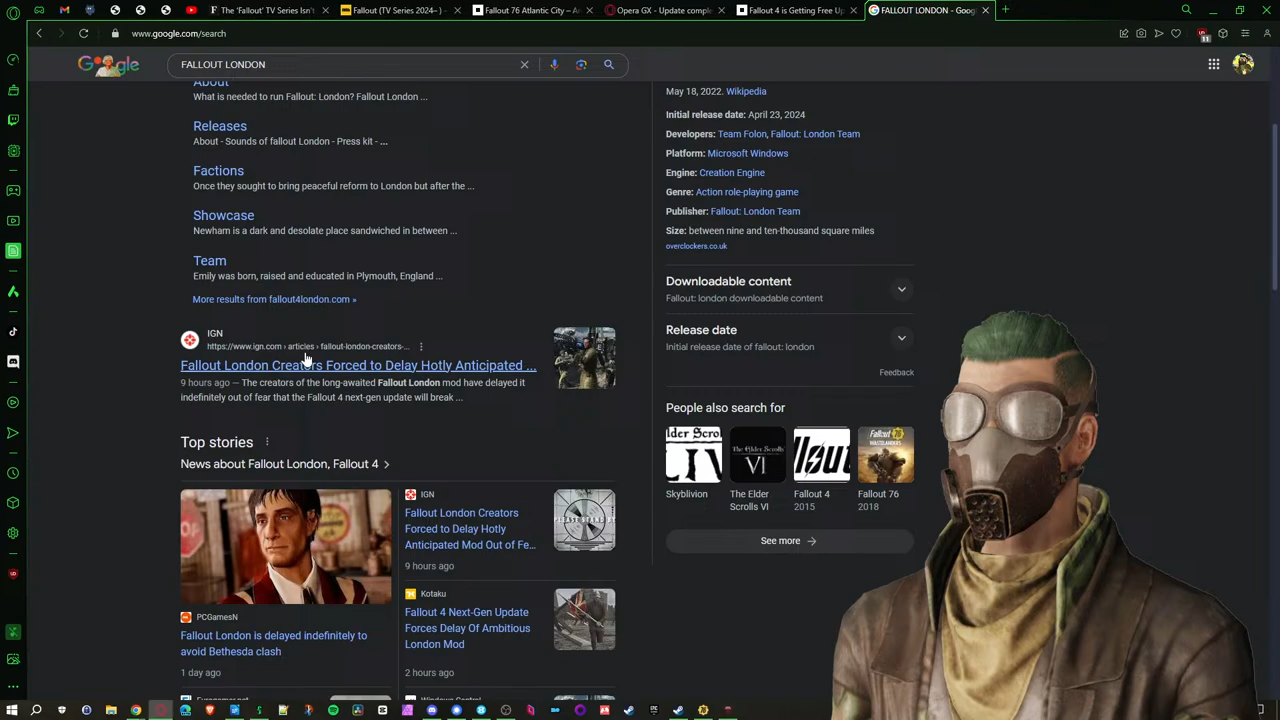 The 'Fallout' TV Series Isn't
Fallout (TV Series 2024– )
Fallout 76 Atlantic City – A
Opera GX - Update comple
Fallout 4 is Getting Free Up
FALLOUT LONDON - Goog
www.google.com/search
11
FALLOUT LONDON
About
What is needed to run Fallout: London? Fallout London ...
Releases
About - Sounds of fallout London - Press kit - ...
Factions
Once they sought to bring peaceful reform to London but after the ...
Showcase
Newham is a dark and desolate place sandwiched in between ...
Team
Emily was born, raised and educated in Plymouth, England ...
More results from fallout4london.com »
IGN
https://www.ign.com › articles › fallout-london-creators-...
Fallout London Creators Forced to Delay Hotly Anticipated ...
9 hours ago — The creators of the long-awaited Fallout London mod have delayed it
indefinitely out of fear that the Fallout 4 next-gen update will break ...
Top stories
News about Fallout London, Fallout 4
PCGamesN
Fallout London is delayed indefinitely to
avoid Bethesda clash
1 day ago
IGN
Fallout London Creators
Forced to Delay Hotly
Anticipated Mod Out of Fe...
9 hours ago
PLEASE STAND
Kotaku
Fallout 4 Next-Gen Update
Forces Delay Of Ambitious
London Mod
2 hours ago
Eurogamer.net
Windows Central
May 18, 2022. Wikipedia
Initial release date: April 23, 2024
Developers: Team Folon, Fallout: London Team
Platform: Microsoft Windows
Engine: Creation Engine
Genre: Action role-playing game
Publisher: Fallout: London Team
Size: between nine and ten-thousand square miles
overclockers.co.uk
Downloadable content
Fallout: london downloadable content
Release date
Initial release date of fallout: london
Feedback
People also search for
Skyblivion
The Elder
Scrolls VI
Fallout 4
2015
Fallout 76
2018
See more